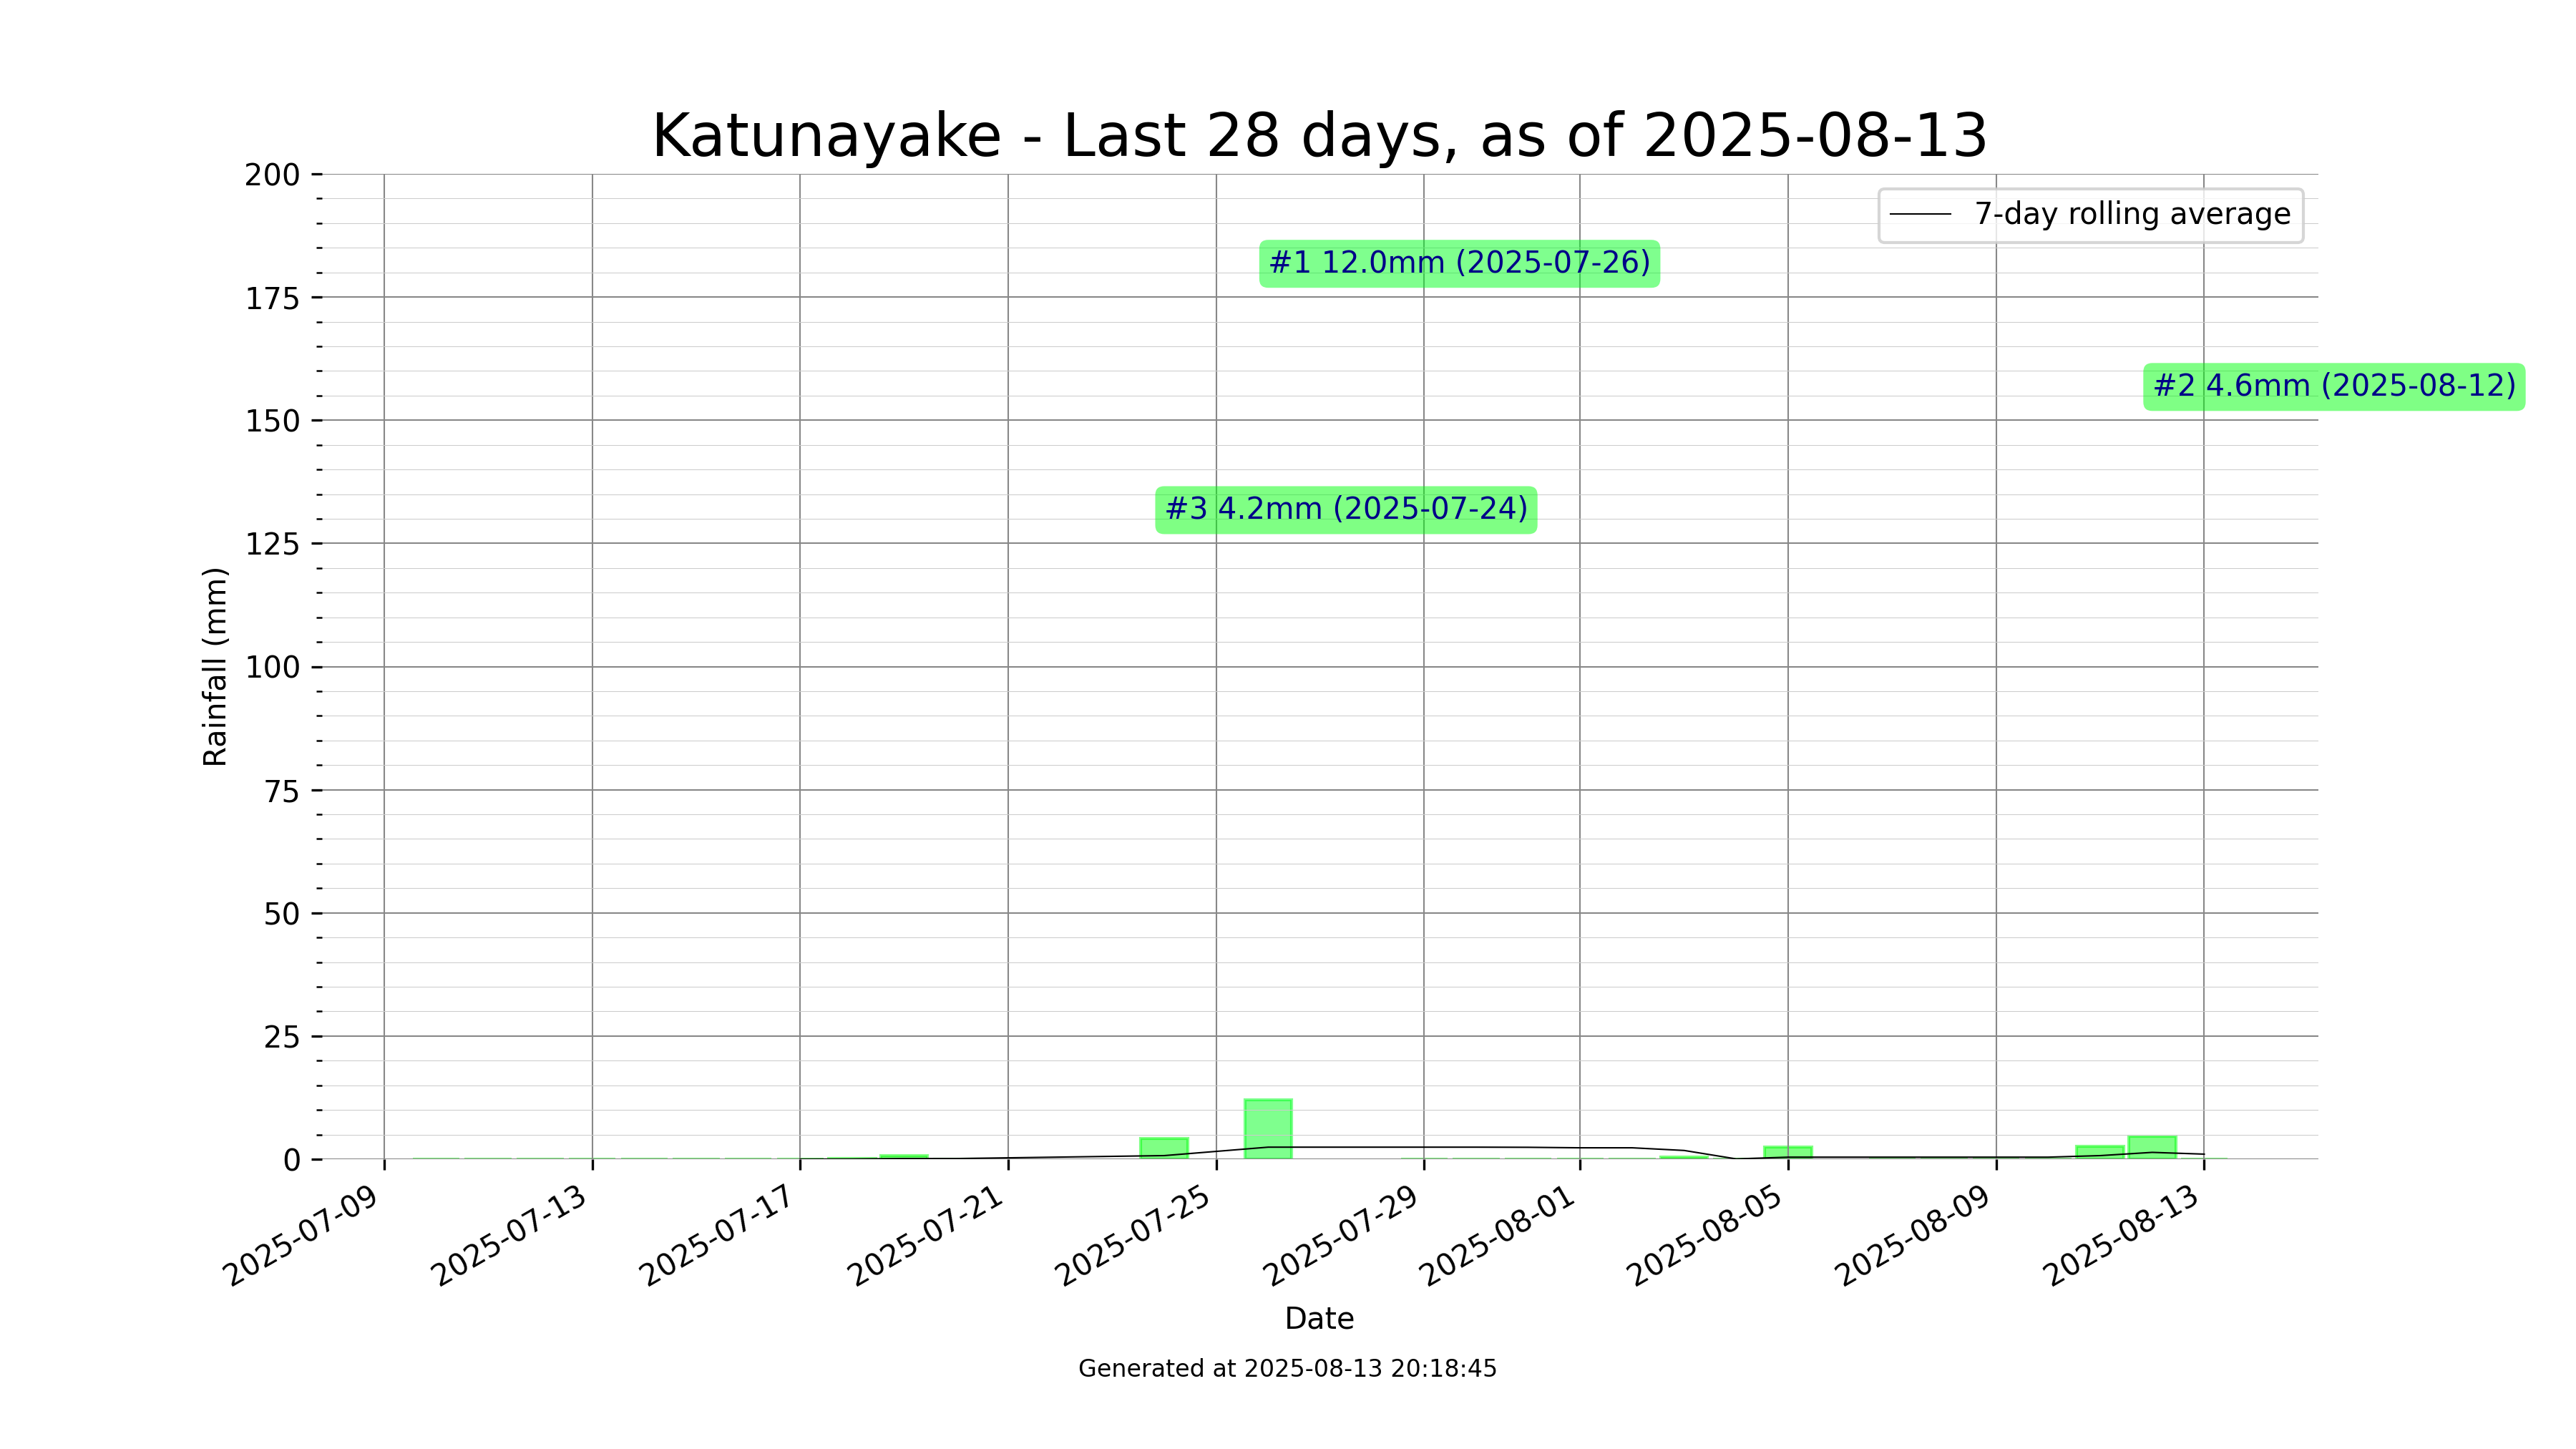 Katunayake - Last 28 days, as of 2025-08-13
7-day rolling average
#1 12.0mm (2025-07-26)
#2 4.6mm (2025-08-12)
#3 4.2mm (2025-07-24)
Rainfall (mm)
200
175
150
125
100
75
50
25
0
2025-07-09
2025-07-13
2025-07-17
2025-07-21
2025-07-25
2025-07-29
2025-08-01
2025-08-05
2025-08-09
2025-08-13
Date
Generated at 2025-08-13 20:18:45